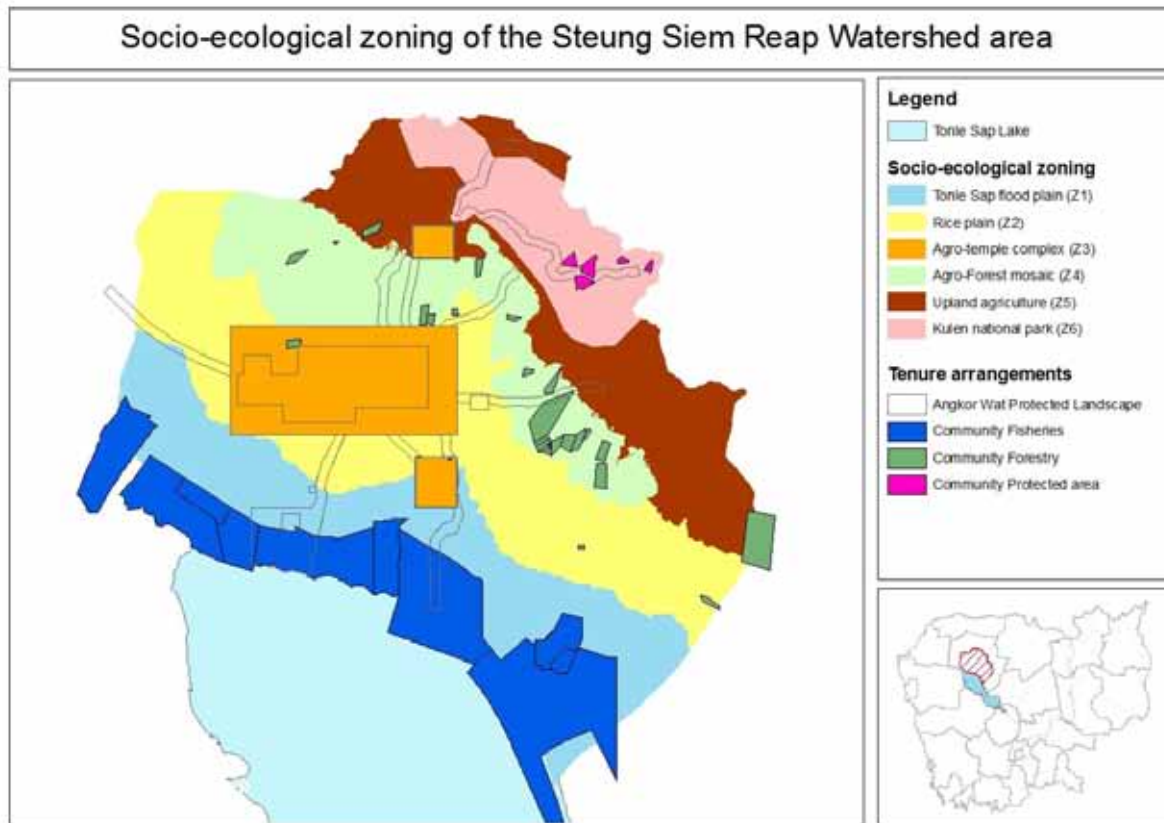 Socio-ecological zoning of the Steung Siem Reap Watershed area
Legend
Tonle Sap Lake
Socio-ecological zoning
Tonle Sap flood plain (Z1)
Rice plain (Z2)
Agro-temple complex (Z3)
Agro-Forest mosaic (Z4)
Upland agriculture (Z5)
Kulen national park (Z6)
Tenure arrangements
Angkor Wat Protected Landscape
Community Fisheries
Community Forestry
Community Protected area